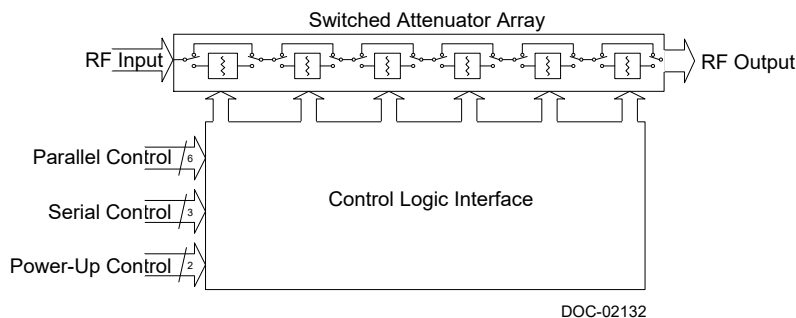 Switched Attenuator Array
RF Input
RF Output
Parallel Control 6
Serial Control 3
Power-Up Control 2
Control Logic Interface
DOC-02132